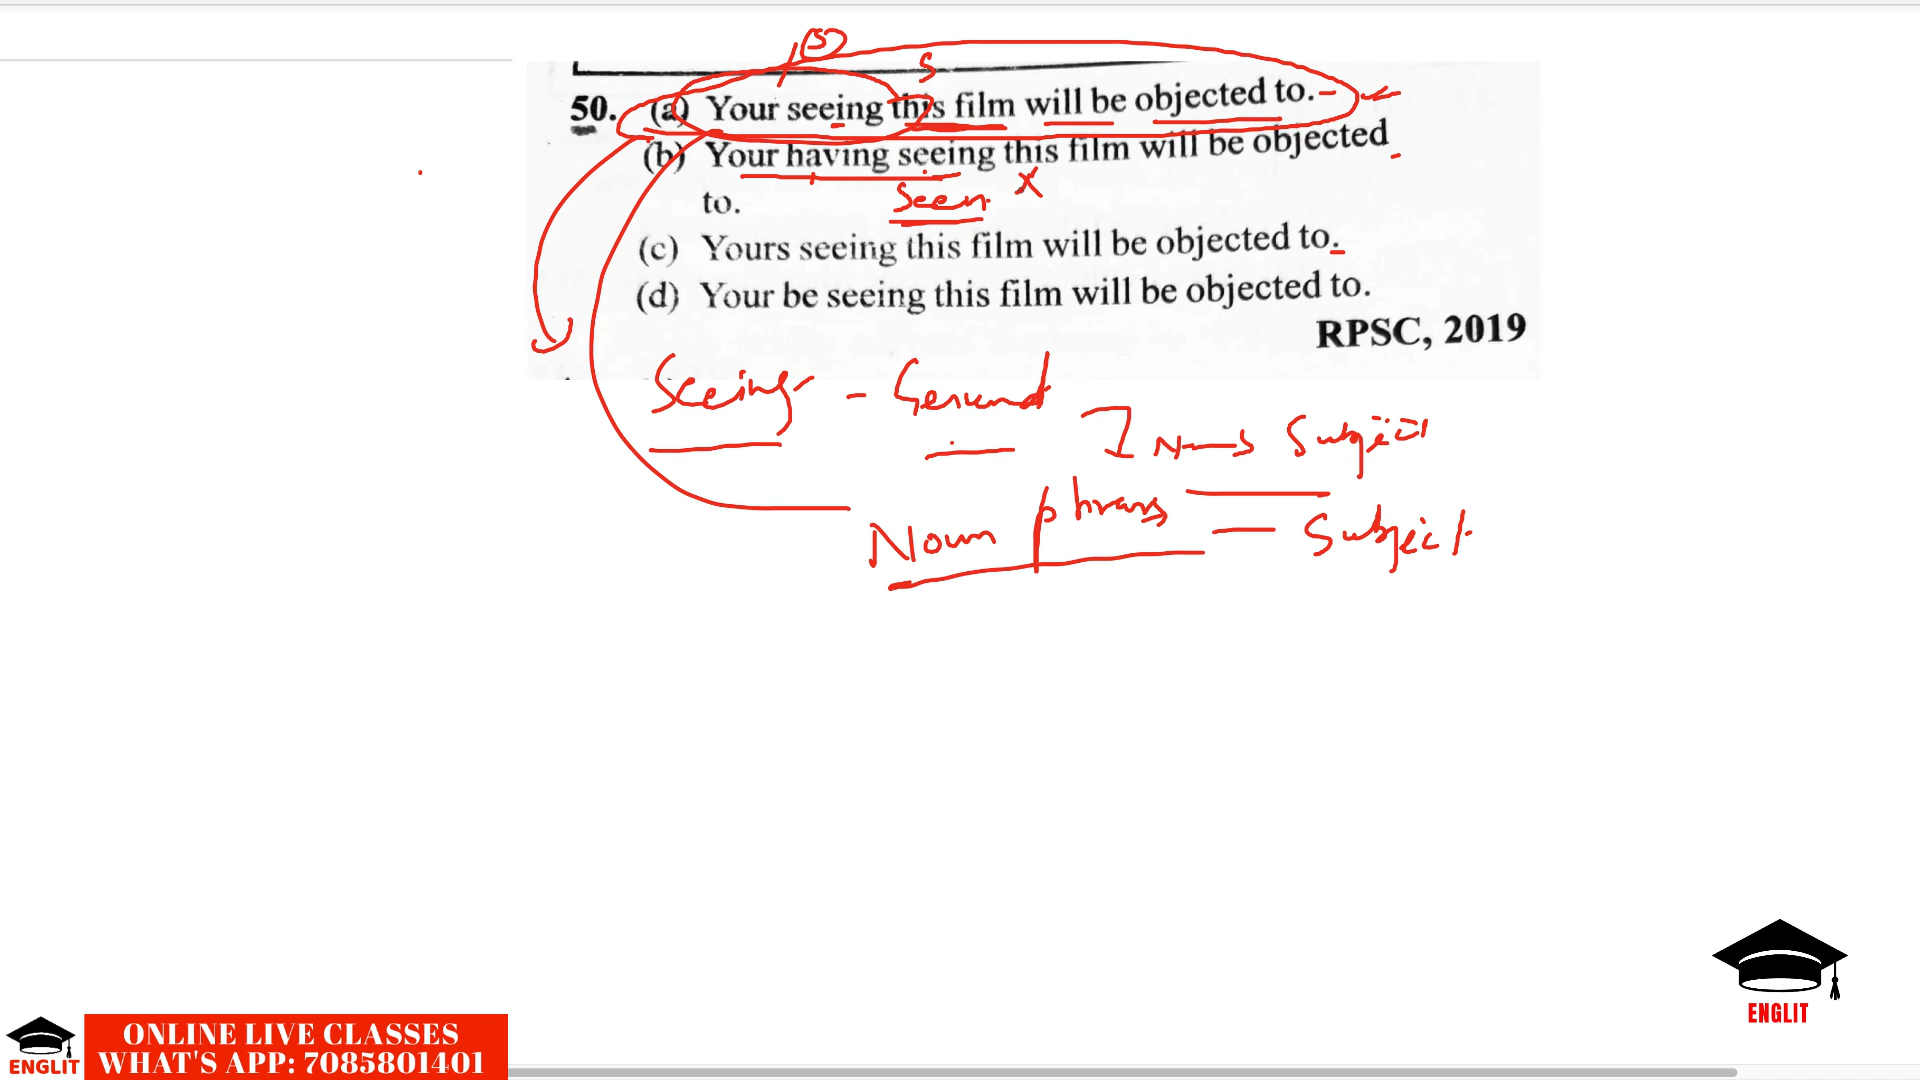 (S)
S
50. (a) Your seeing this film will be objected to.
(b) Your having seeing this film will be objected
to.
Seen X
(c) Yours seeing this film will be objected to.
(d) Your be seeing this film will be objected to.
RPSC, 2019
Seeing - Gerund
Subject
Noun phrase — Subject
ENGLIT
ENGLIT
ONLINE LIVE CLASSES
WHAT'S APP: 7085801401